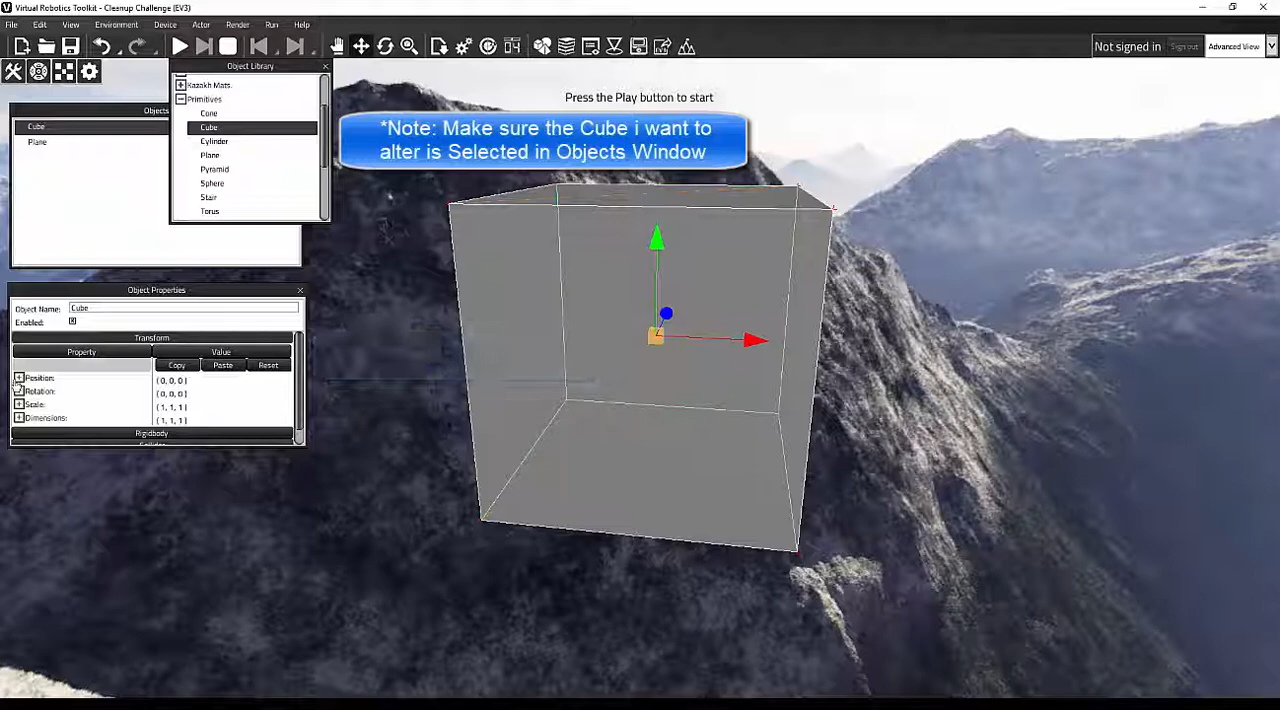 Virtual Robotics Toolkit - Cleanup Challenge (EV3)
File Edit View Environment Device Actor Render Run Help
Not signed in Sign out Advanced View
Object Library
Kazakh Mats.
Primitives
Cone
Cube
Cylinder
Plane
Pyramid
Sphere
Stair
Torus
Objects
Cube
Plane
Press the Play button to start
*Note: Make sure the Cube i want to
alter is Selected in Objects Window
Object Properties
Object Name: Cube
Enabled:
Transform
Property Value
Copy Paste Reset
Position: (0, 0, 0)
Rotation: (0, 0, 0)
Scale: (1, 1, 1)
Dimensions: (1, 1, 1)
Rigidbody